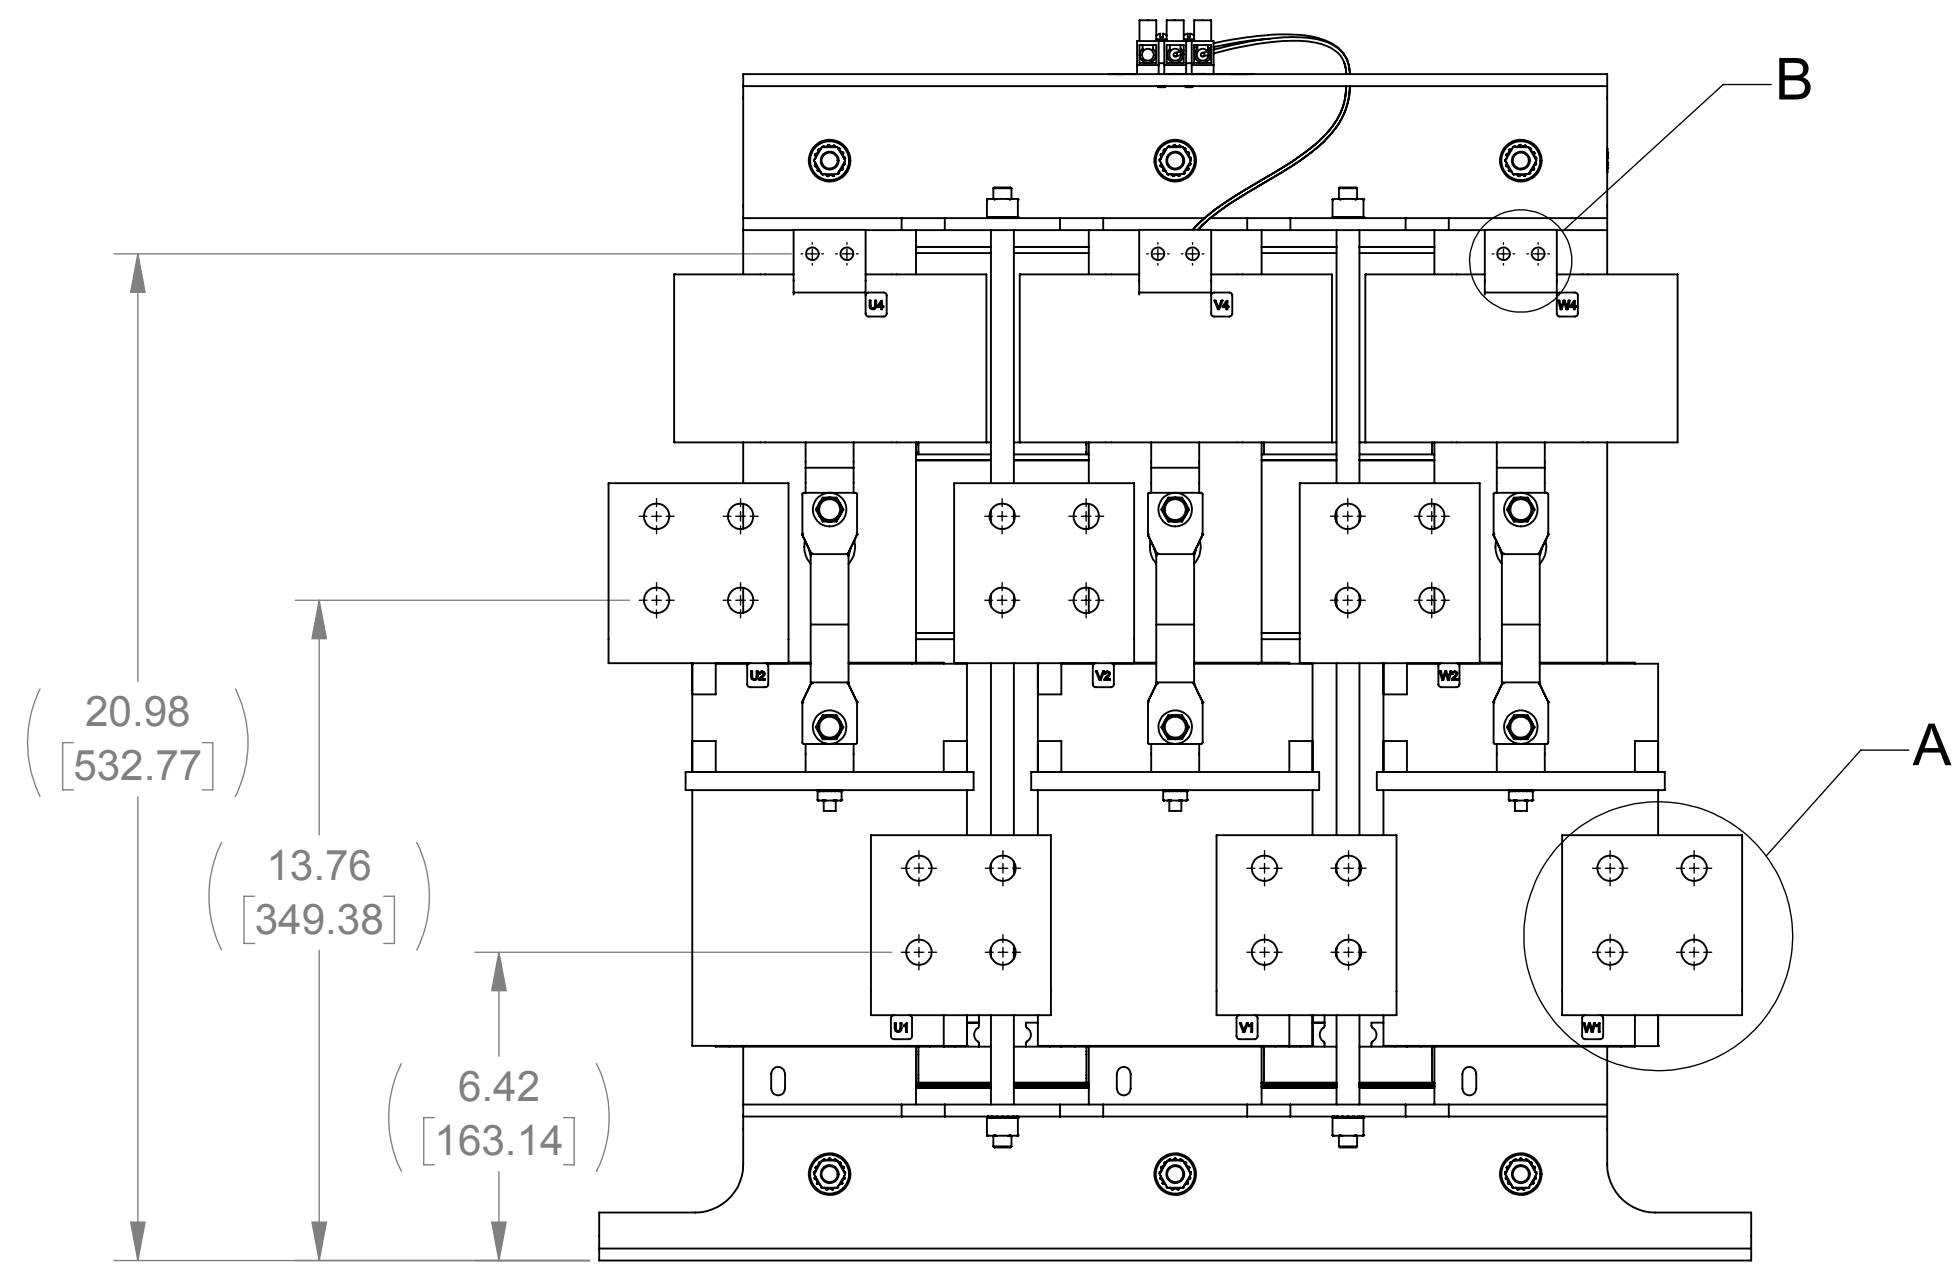 B
U4
V4
W4
U2
V2
W2
20.98
[532.77]
A
13.76
[349.38]
U1
V1
W1
6.42
[163.14]